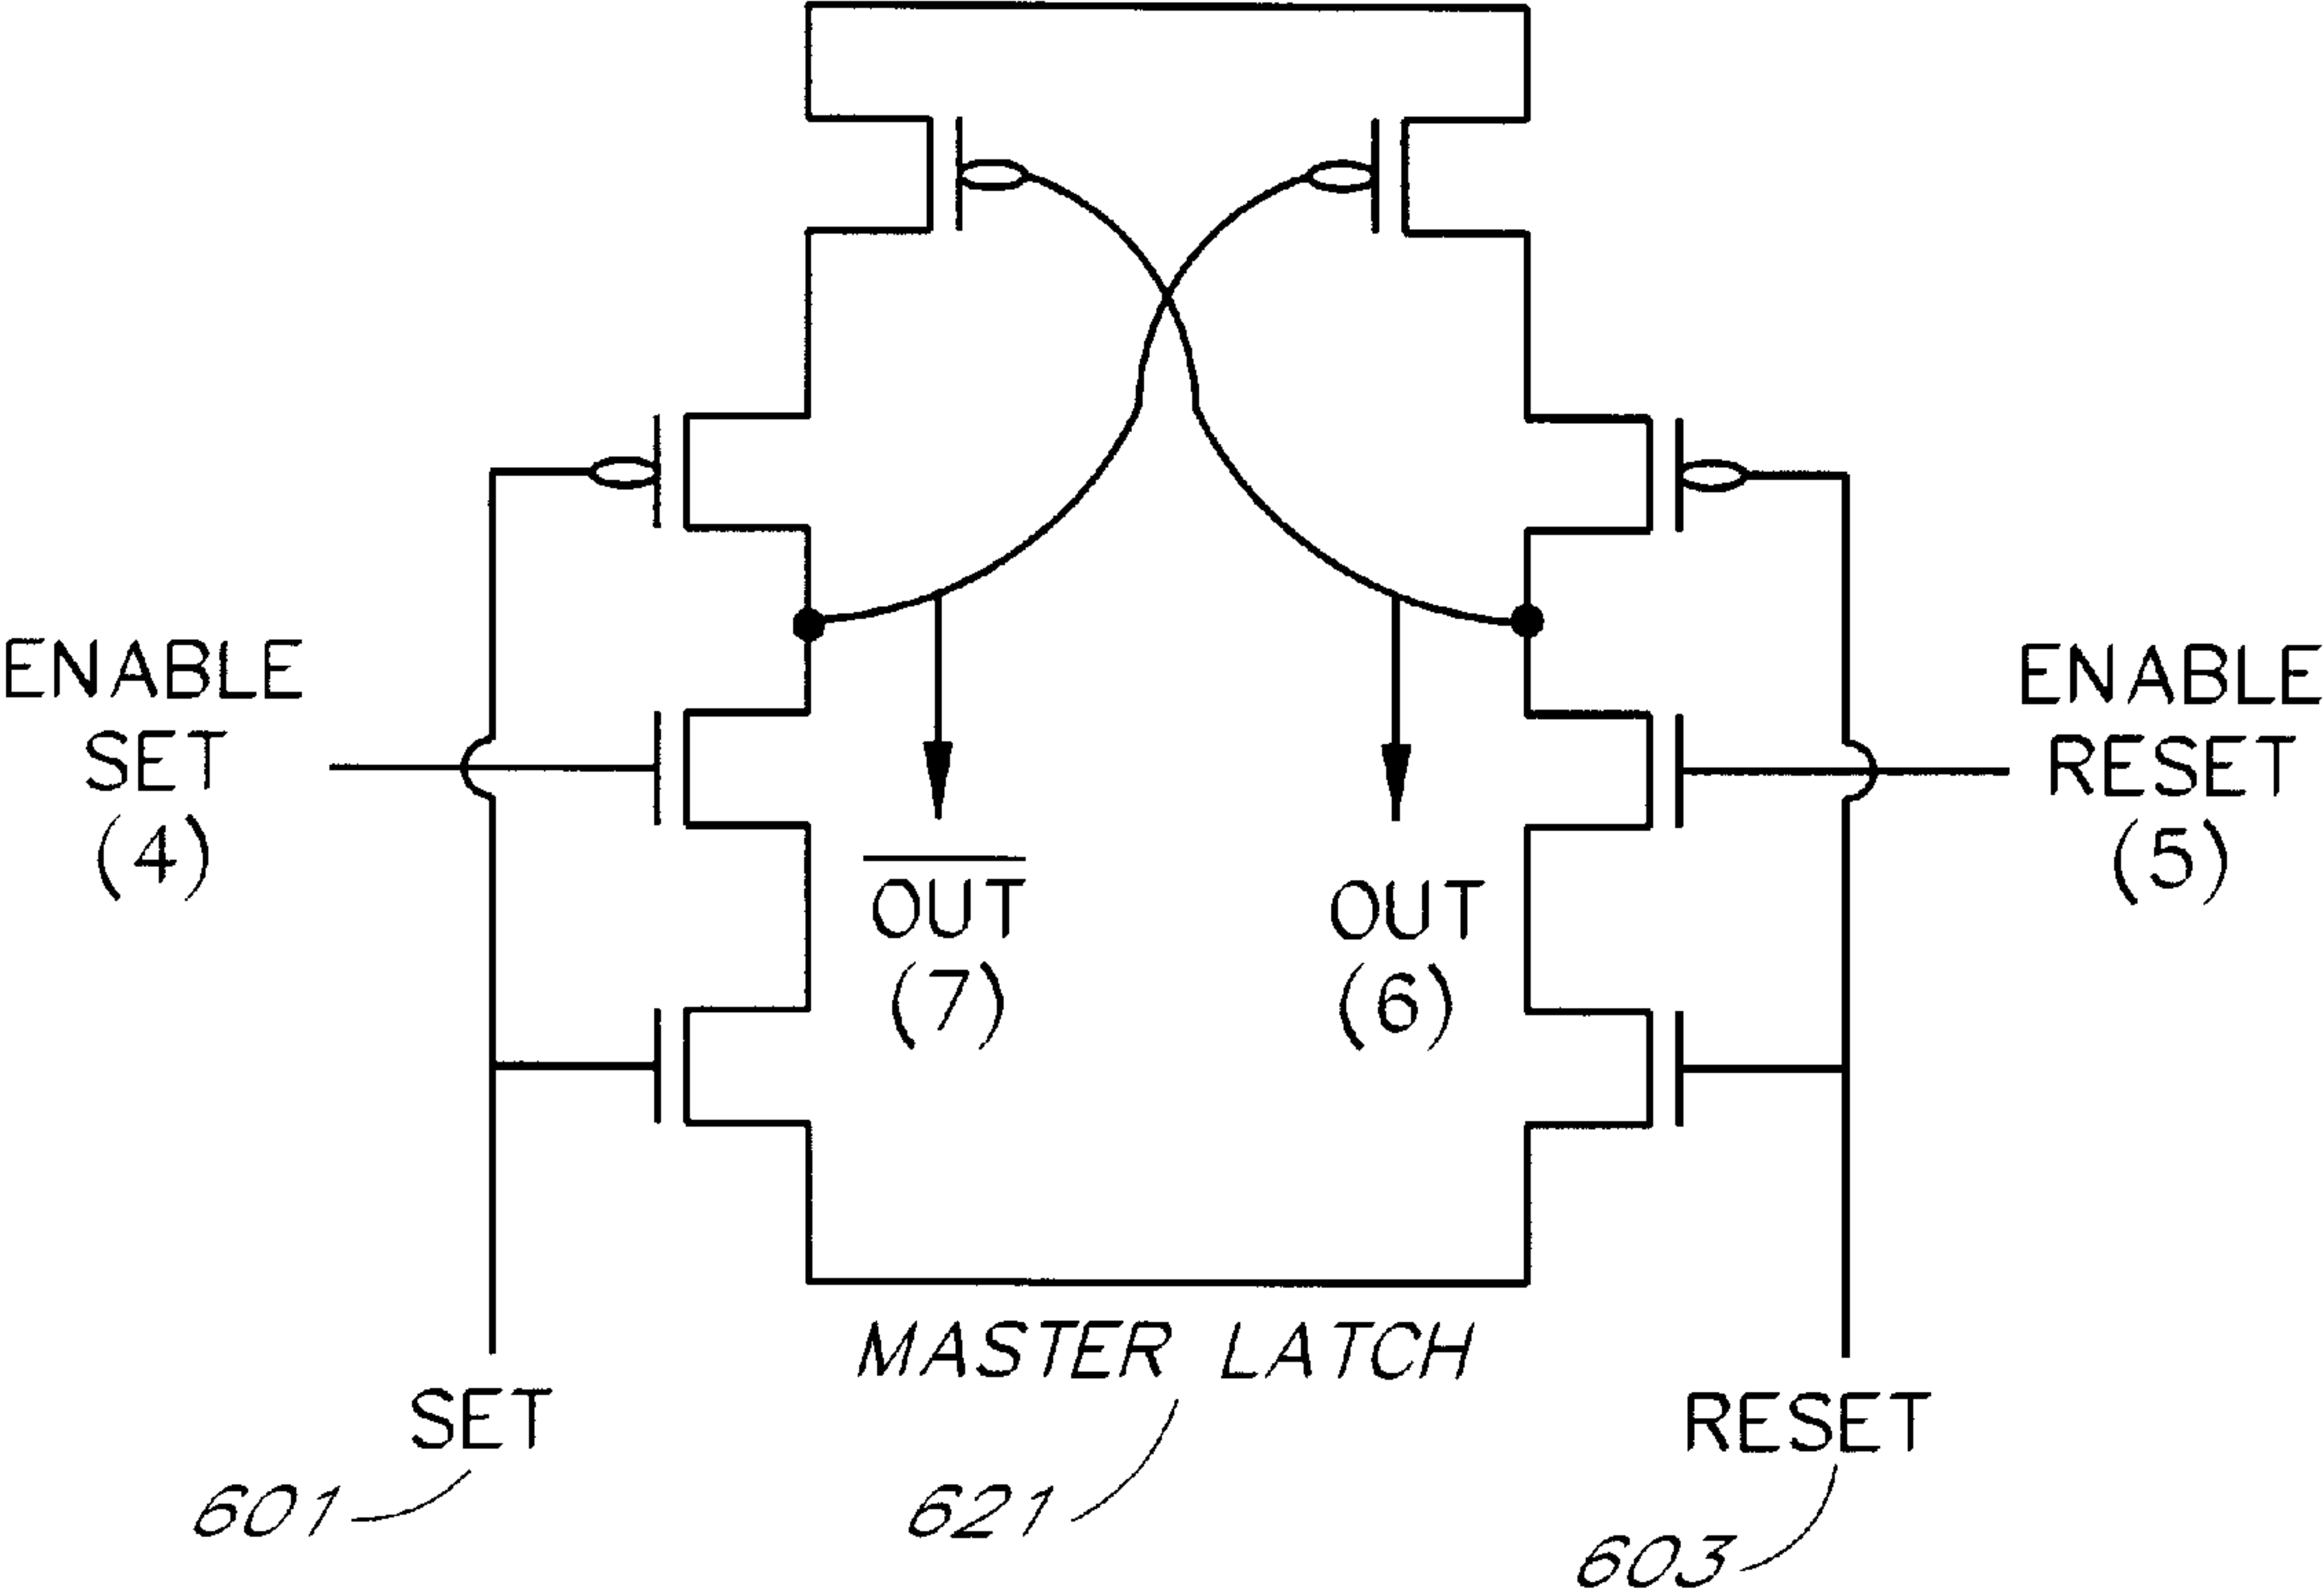 ENABLE
SET
(4)
OUT
(7)
OUT
(6)
ENABLE
RESET
(5)
MASTER LATCH
SET
RESET
601
621
603